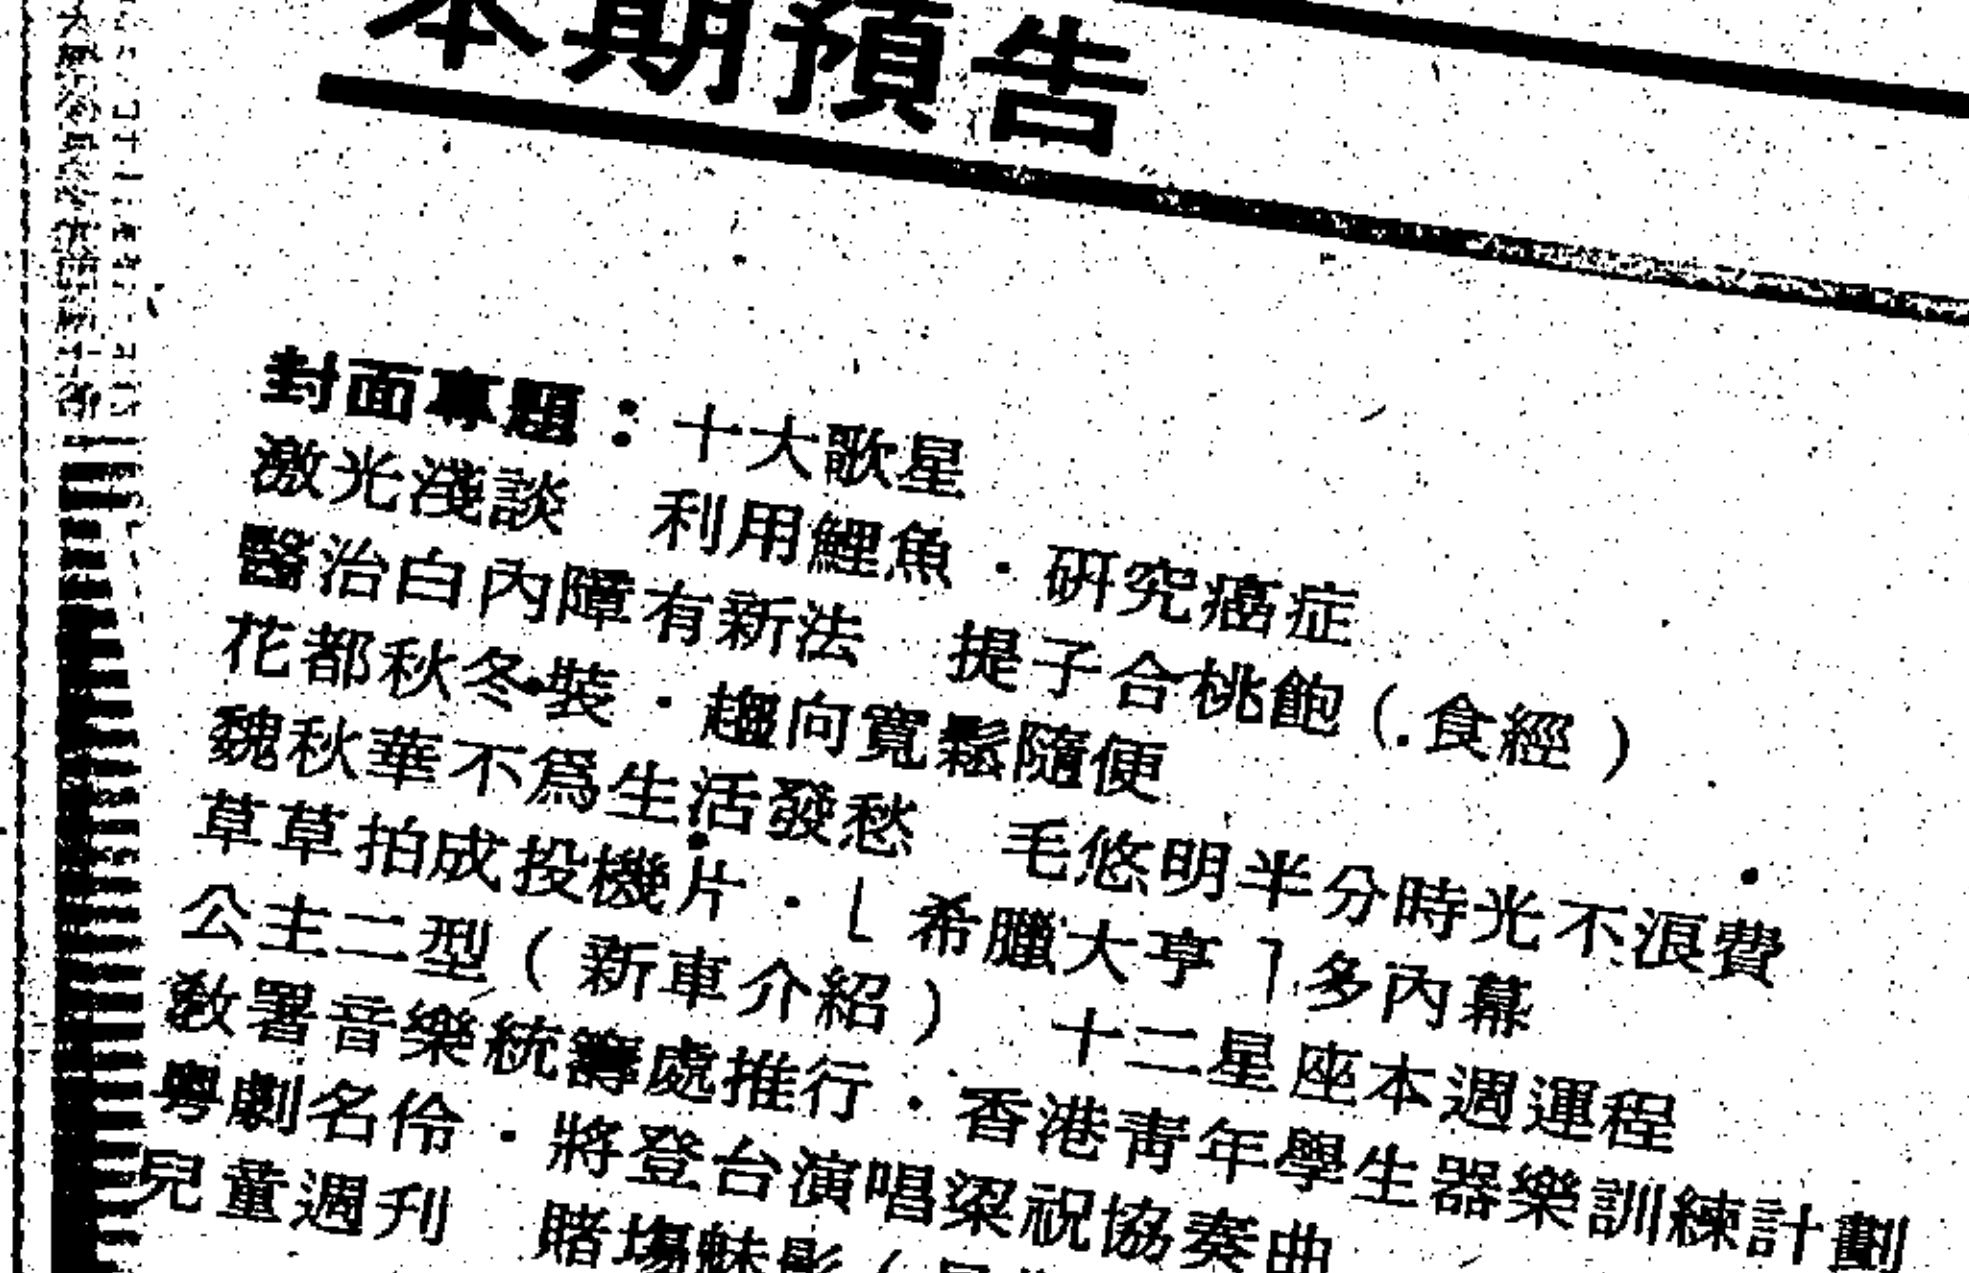 本期預告
封面專題：十大歌星
激光淺談　利用鯉魚·研究癌症
醫治白內障有新法　提子合桃飽（食經）
花都秋冬裝·趨向寬鬆隨便
魏秋華不爲生活發愁　毛悠明半分時光不浪費
草草拍成投機片·﹂希臘大亨﹁多內幕
公主二型（新車介紹）　十二星座本週運程
敎署音樂統籌處推行·香港靑年學生器樂訓練計劃
粤劇名伶·將登台演唱梁祝協奏曲
兒童週刊　賭場魅影（